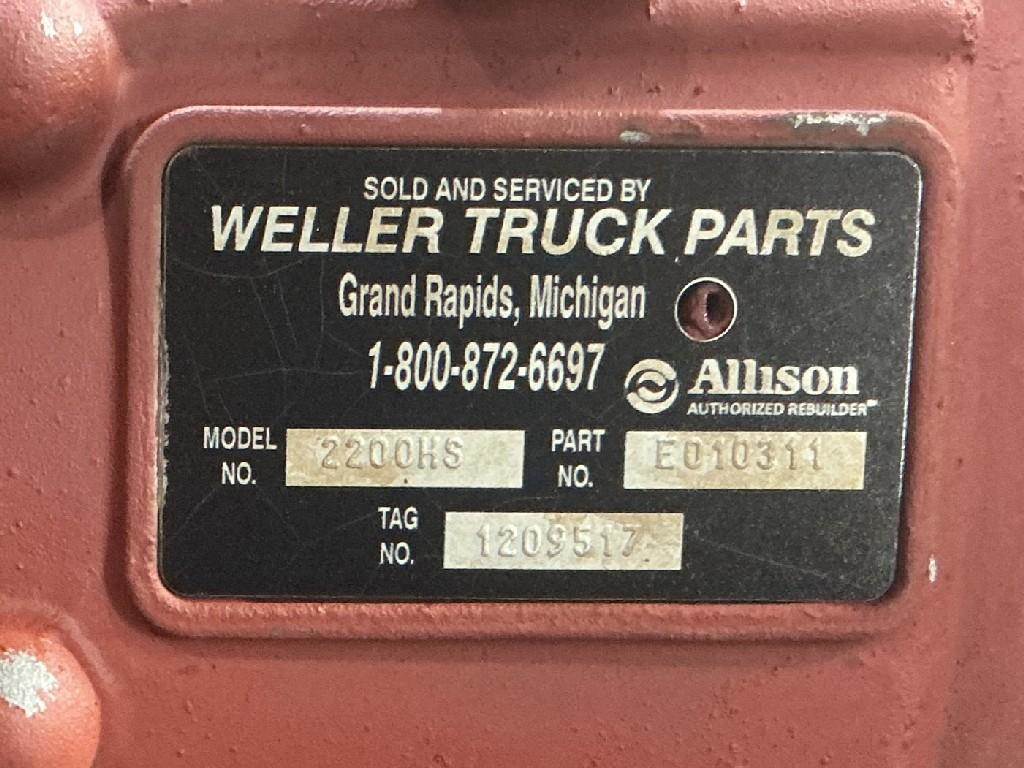 SOLD AND SERVICED BY
WELLER TRUCK PARTS
Grand Rapids, Michigan
1-800-872-6697
Allison
AUTHORIZED REBUILDER
MODEL NO. 2200HS PART NO. E010311
TAG NO. 1209517